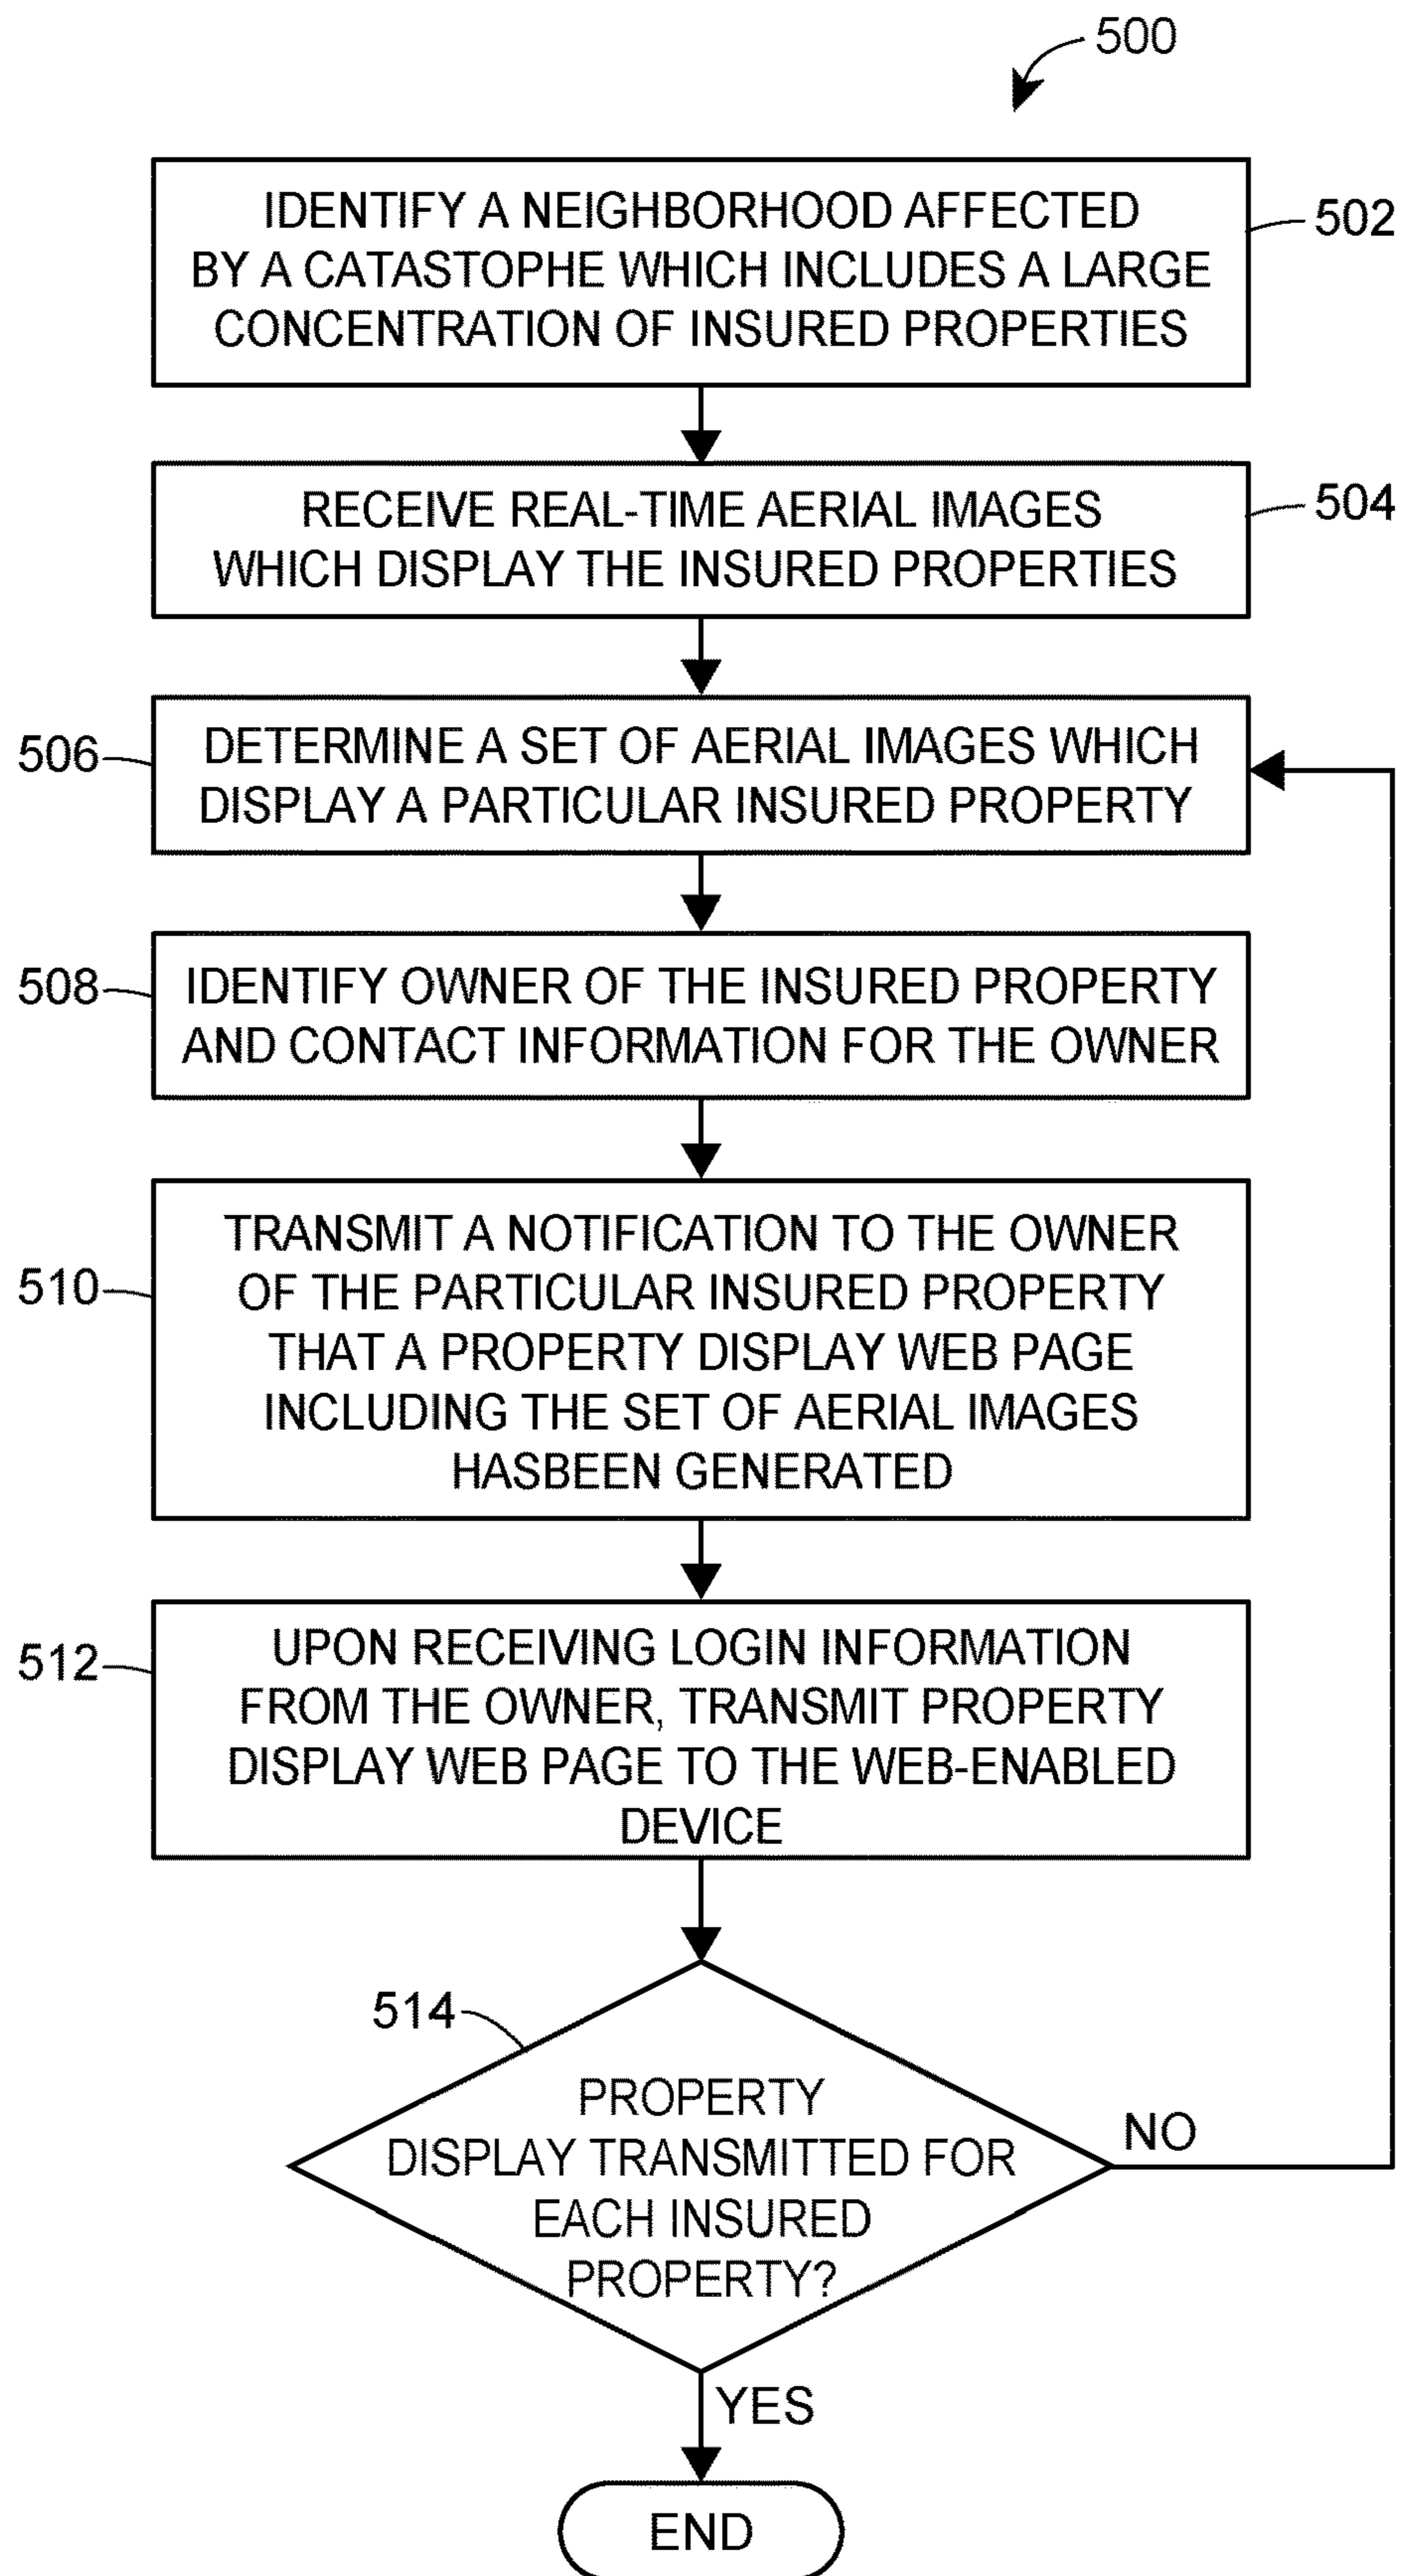 500
IDENTIFY A NEIGHBORHOOD AFFECTED
BY A CATASTOPHE WHICH INCLUDES A LARGE
CONCENTRATION OF INSURED PROPERTIES
502
RECEIVE REAL-TIME AERIAL IMAGES
WHICH DISPLAY THE INSURED PROPERTIES
504
506
DETERMINE A SET OF AERIAL IMAGES WHICH
DISPLAY A PARTICULAR INSURED PROPERTY
508
IDENTIFY OWNER OF THE INSURED PROPERTY
AND CONTACT INFORMATION FOR THE OWNER
510
TRANSMIT A NOTIFICATION TO THE OWNER
OF THE PARTICULAR INSURED PROPERTY
THAT A PROPERTY DISPLAY WEB PAGE
INCLUDING THE SET OF AERIAL IMAGES
HASBEEN GENERATED
512
UPON RECEIVING LOGIN INFORMATION
FROM THE OWNER, TRANSMIT PROPERTY
DISPLAY WEB PAGE TO THE WEB-ENABLED
DEVICE
514
PROPERTY
DISPLAY TRANSMITTED FOR
EACH INSURED
PROPERTY?
NO
YES
END